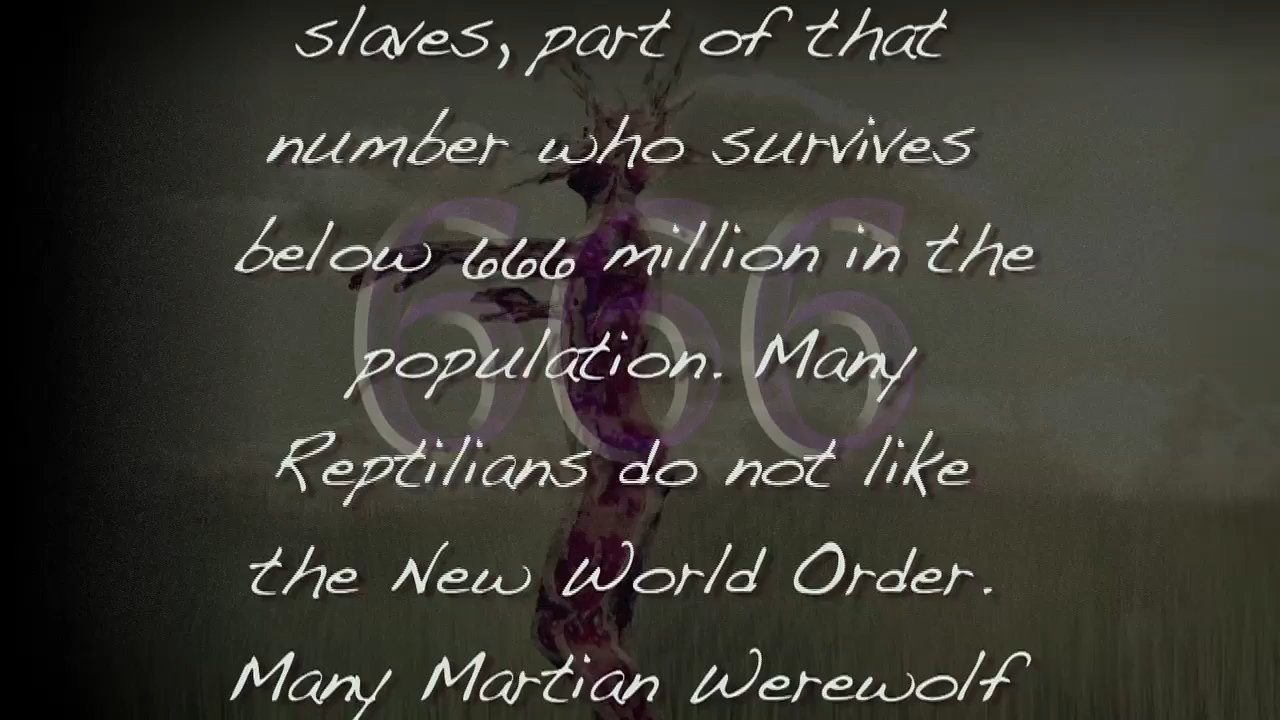 slaves, part of that
number who survives
below 666 million in the
666
population. Many
Reptilians do not like
the New World Order.
Many Martian Werewolf